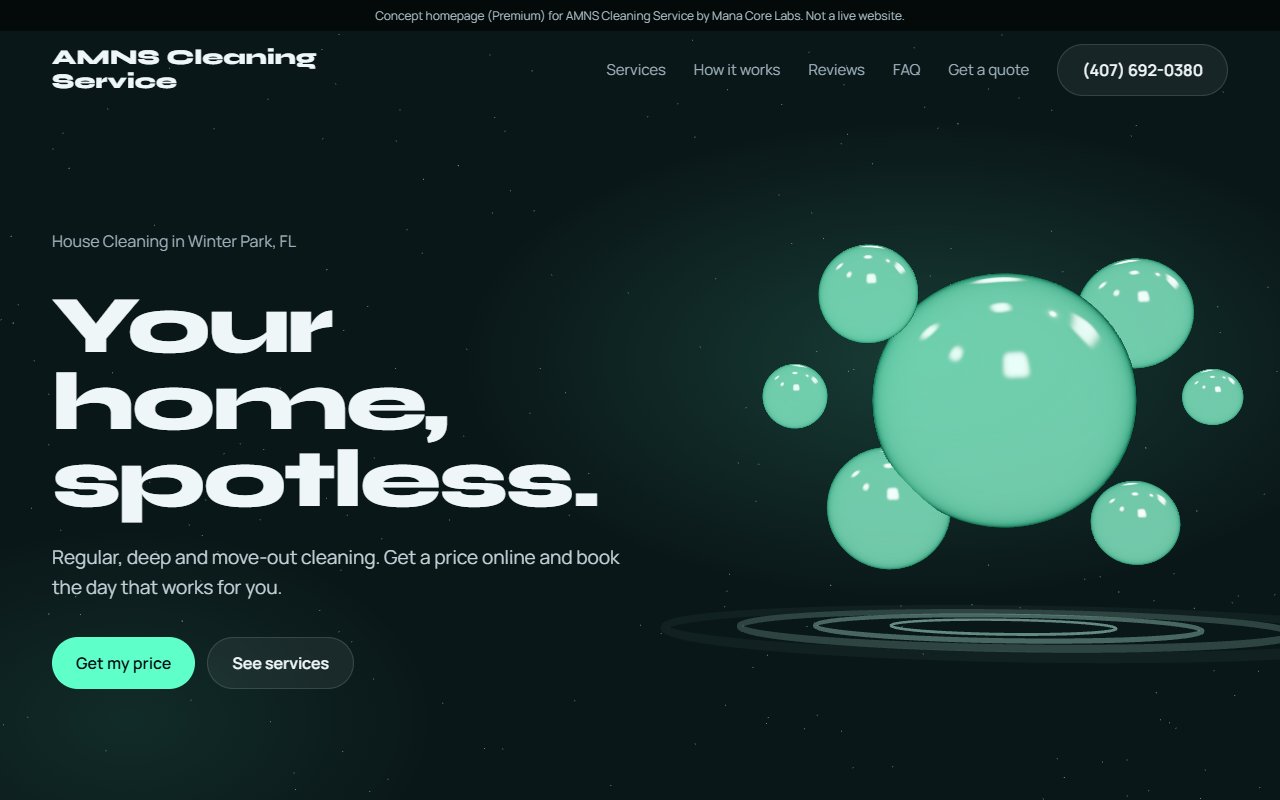 Concept homepage (Premium) for AMNS Cleaning Service by Mana Core Labs. Not a live website.
AMNS Cleaning
Service
Services
How it works
Reviews
FAQ
Get a quote
(407) 692-0380
House Cleaning in Winter Park, FL
Your
home,
spotless.
Regular, deep and move-out cleaning. Get a price online and book
the day that works for you.
Get my price
See services